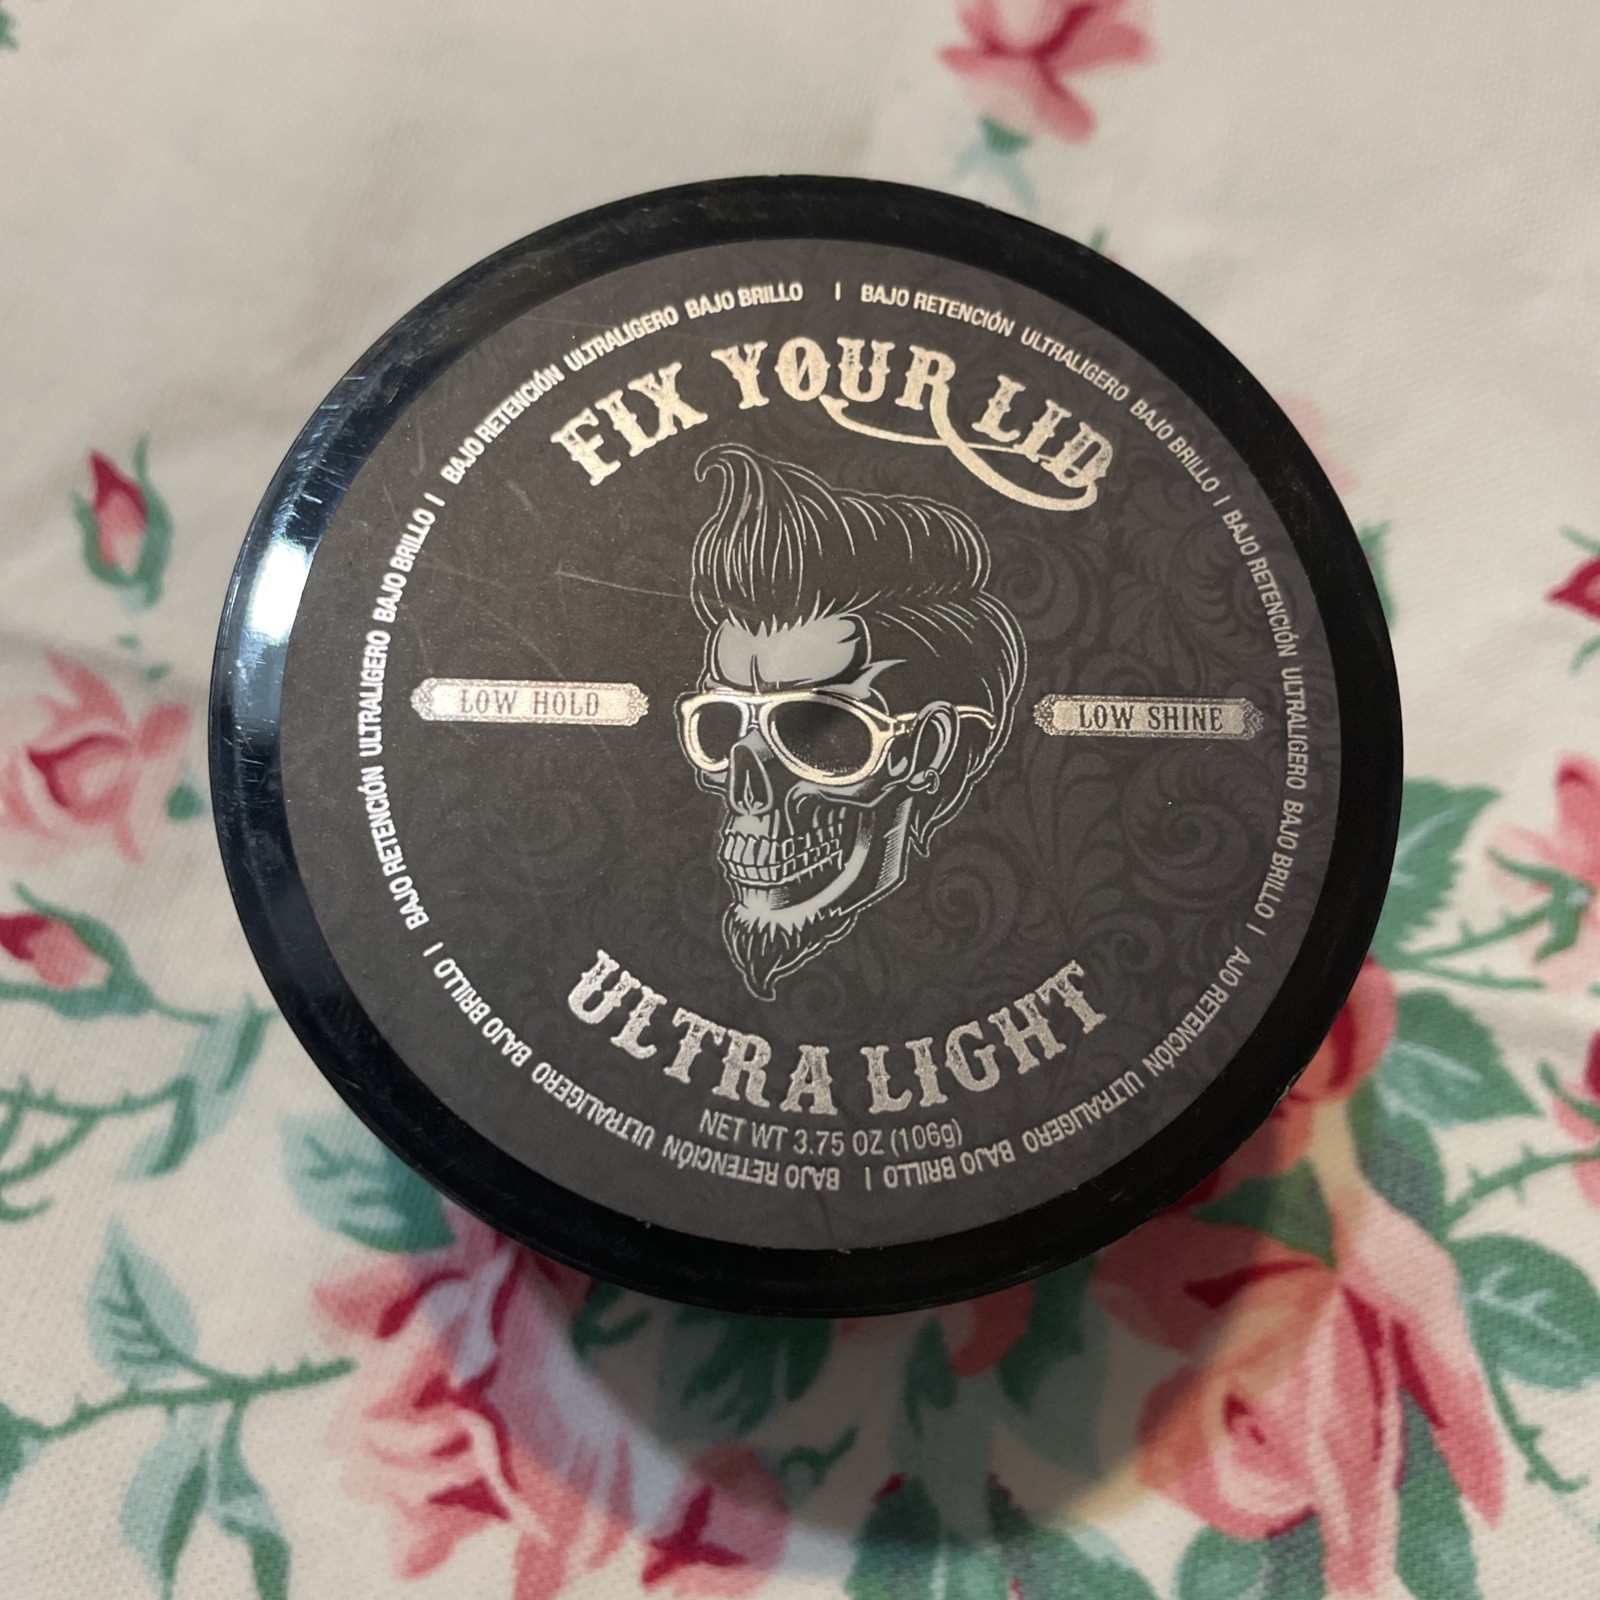 FIX YOUR LID
LOW HOLD
LOW SHINE
ULTRA LIGHT
NET WT 3.75 OZ (106g)
BAJO RETENCIÓN ULTRALIGERO BAJO BRILLO | BAJO RETENCIÓN ULTRALIGERO BAJO BRILLO | BAJO RETENCIÓN ULTRALIGERO BAJO BRILLO | AJO RETENCIÓN ULTRALIGERO BAJO BRILLO | BAJO RETENCIÓN ULTRALIGERO BAJO BRILLO | BAJO RETENCIÓN ULTRALIGERO BAJO BRILLO |